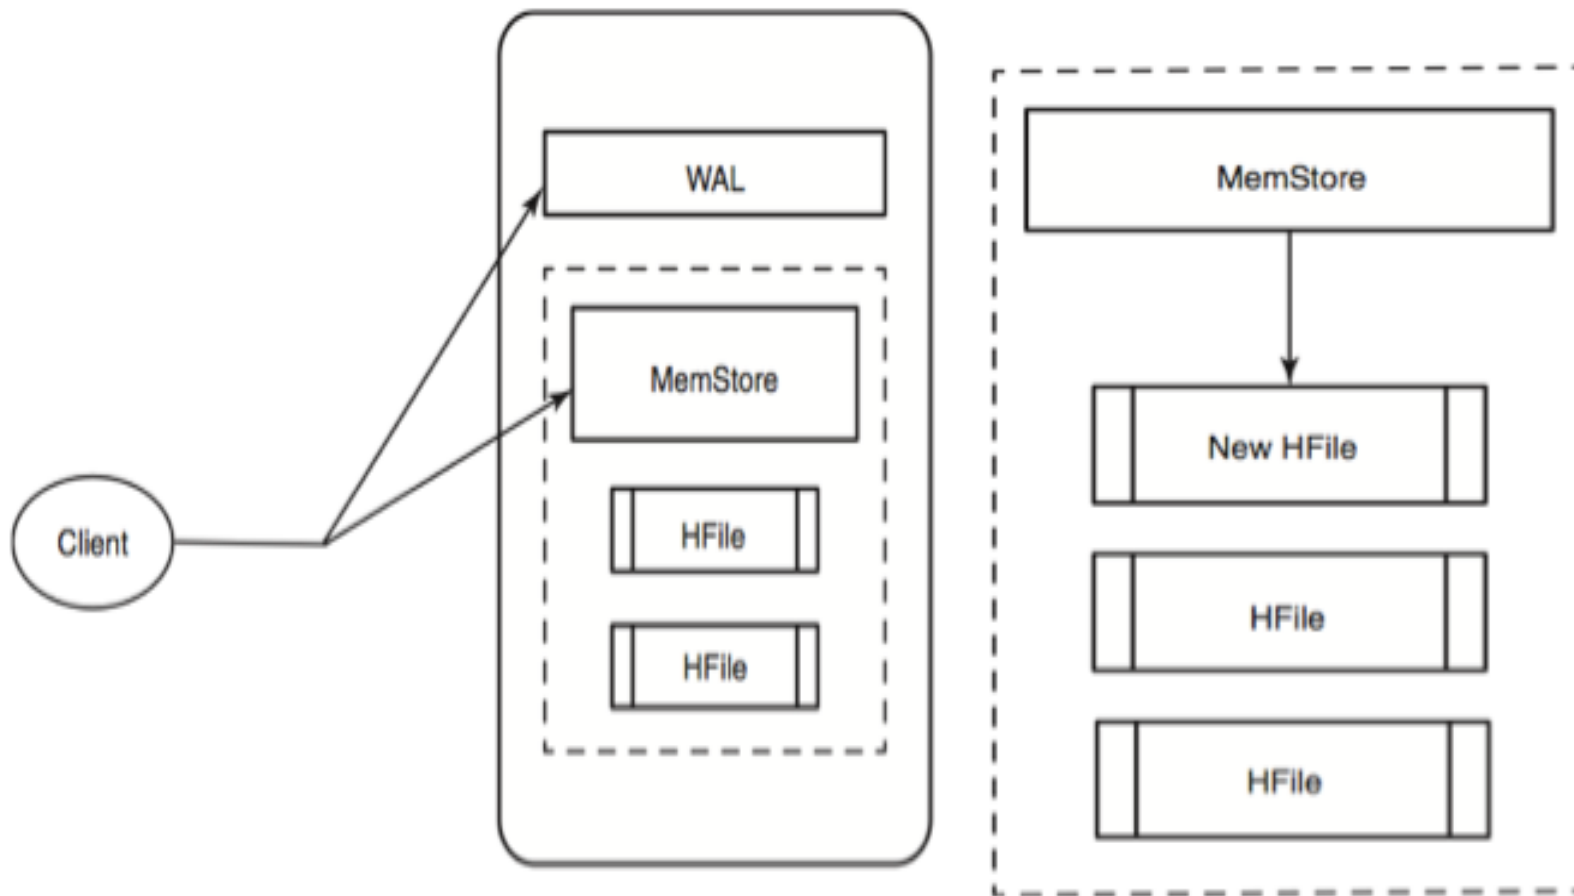 WAL
MemStore
HFile
HFile
Client
MemStore
New HFile
HFile
HFile